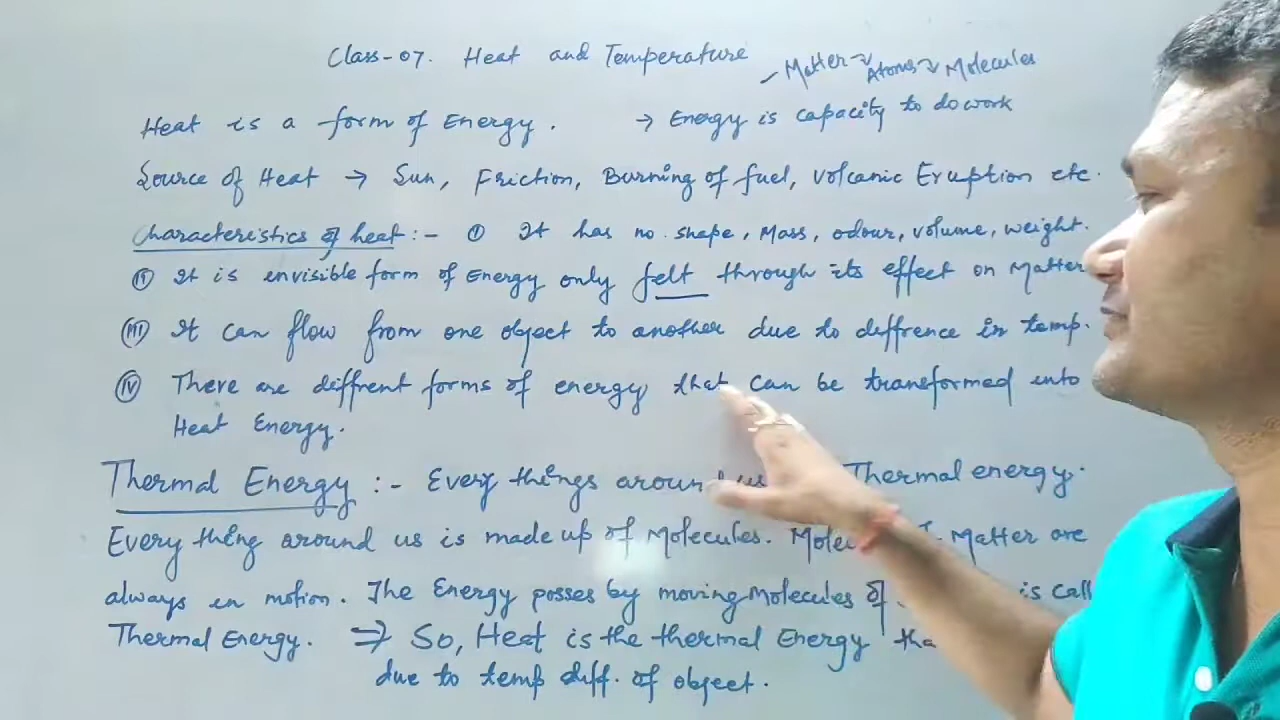 Class-07. Heat and Temperature
- Matter → Atoms → Molecules
Heat is a form of Energy. → Energy is capacity to do work
Source of Heat → Sun, Friction, Burning of fuel, Volcanic Eruption etc.
Characteristics of heat :- (I) It has no shape, Mass, odour, volume, weight.
(II) It is envisible form of Energy only felt through its effect on Matter
(III) It can flow from one object to another due to diffrence in temp.
(IV) There are diffrent forms of energy that can be transformed into
Heat Energy.
Thermal Energy :- Every things around us Thermal energy.
Every thing around us is made up of Molecules. Matter are
always in motion. The Energy posses by moving Molecules of is call
Thermal Energy. ⇒ So, Heat is the thermal Energy
due to temp diff. of object.